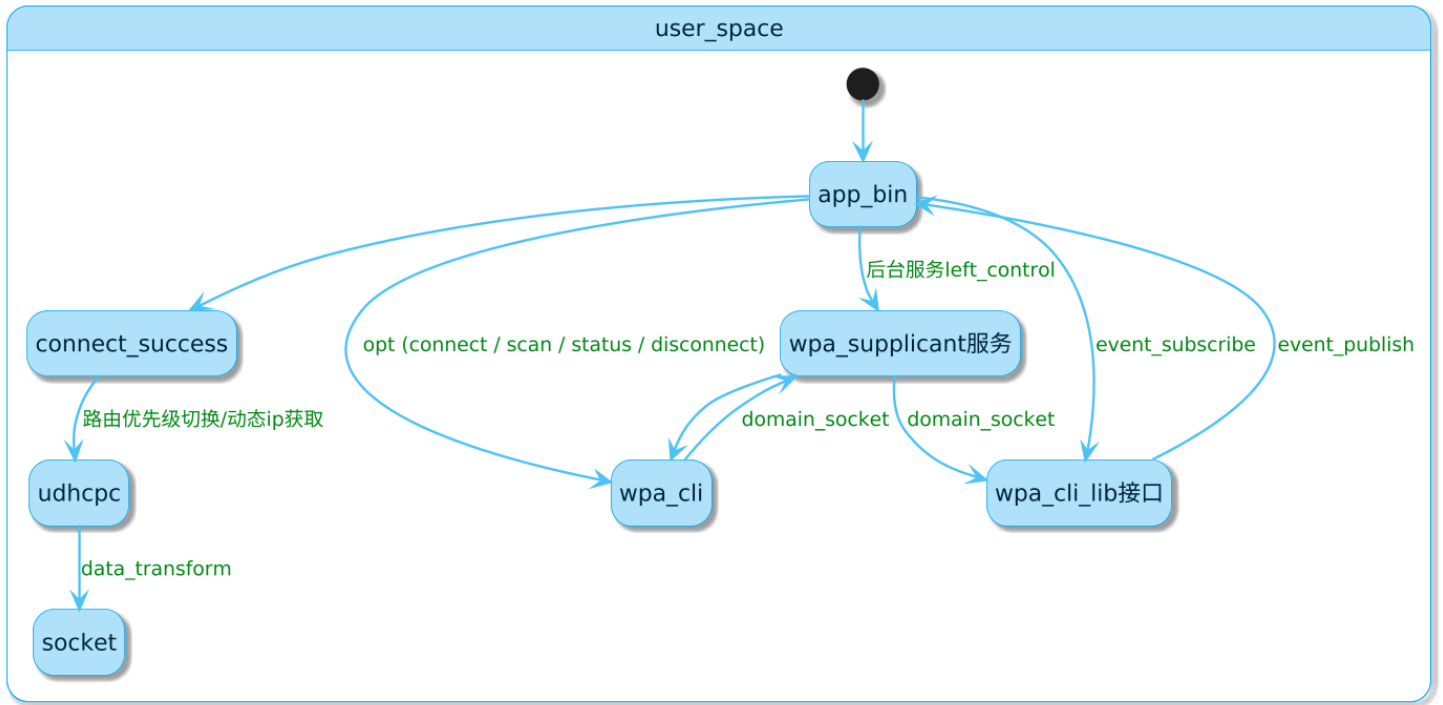 user_space
app_bin
后台服务left_control
connect_success
opt (connect / scan / status / disconnect)
wpa_supplicant服务
event_subscribe
event_publish
路由优先级切换/动态ip获取
domain_socket
domain_socket
udhcpc
wpa_cli
wpa_cli_lib接口
data_transform
socket